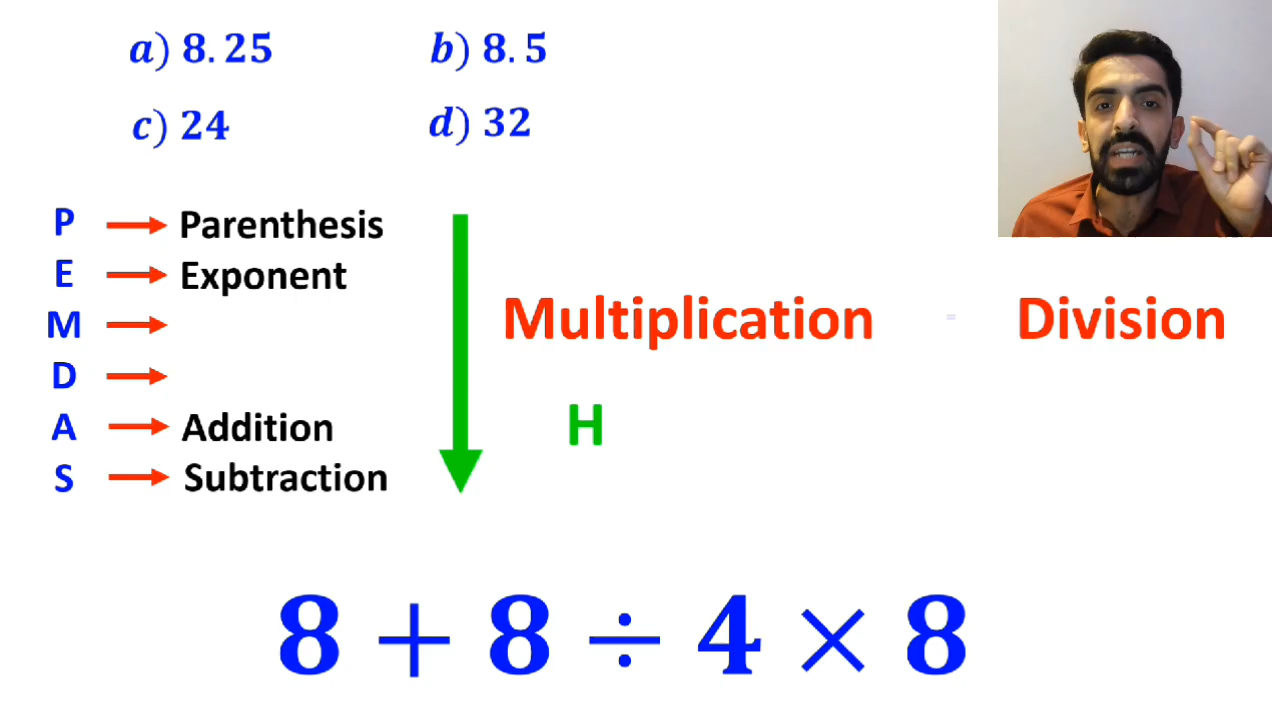 a) 8.25 b) 8.5
c) 24 d) 32
P → Parenthesis
E → Exponent
M →
D →
A → Addition
S → Subtraction
Multiplication Division
H
8 + 8 ÷ 4 × 8